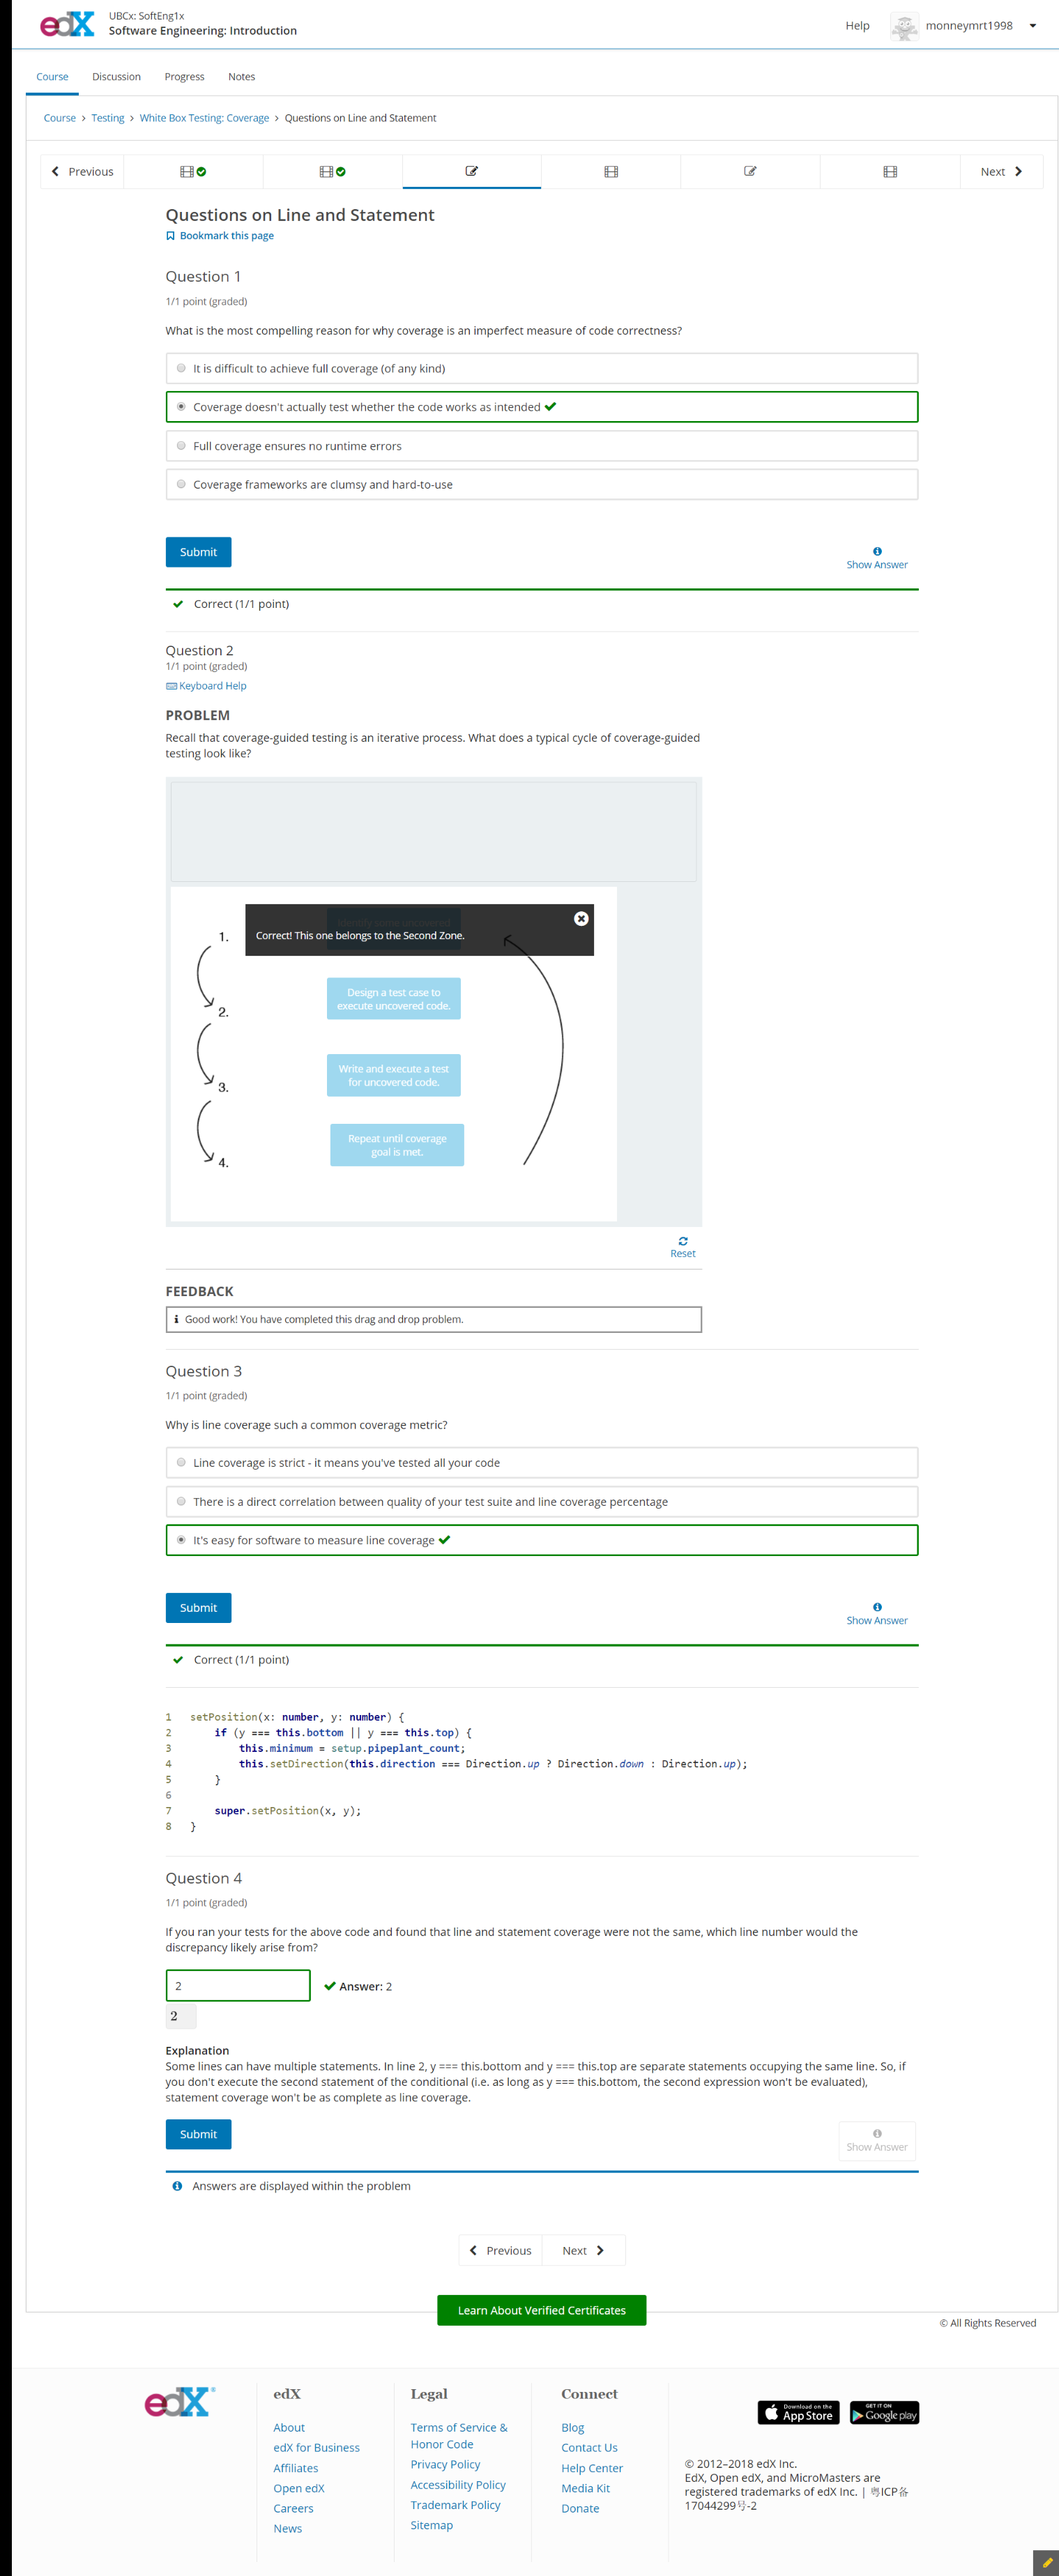 edX
UBCx: SoftEng1x
Software Engineering: Introduction
Help
monneymrt1998
Course Discussion Progress Notes
Course > Testing > White Box Testing: Coverage > Questions on Line and Statement
Previous
Next
Questions on Line and Statement
Bookmark this page
Question 1
1/1 point (graded)
What is the most compelling reason for why coverage is an imperfect measure of code correctness?
It is difficult to achieve full coverage (of any kind)
Coverage doesn't actually test whether the code works as intended
Full coverage ensures no runtime errors
Coverage frameworks are clumsy and hard-to-use
Submit
Show Answer
Correct (1/1 point)
Question 2
1/1 point (graded)
Keyboard Help
PROBLEM
Recall that coverage-guided testing is an iterative process. What does a typical cycle of coverage-guided
testing look like?
1.
Correct! This one belongs to the Second Zone.
2.
Design a test case to
execute uncovered code.
3.
Write and execute a test
for uncovered code.
4.
Repeat until coverage
goal is met.
Reset
FEEDBACK
Good work! You have completed this drag and drop problem.
Question 3
1/1 point (graded)
Why is line coverage such a common coverage metric?
Line coverage is strict - it means you've tested all your code
There is a direct correlation between quality of your test suite and line coverage percentage
It's easy for software to measure line coverage
Submit
Show Answer
Correct (1/1 point)
1 setPosition(x: number, y: number) {
2 if (y === this.bottom || y === this.top) {
3 this.minimum = setup.pipeplant_count;
4 this.setDirection(this.direction === Direction.up ? Direction.down : Direction.up);
5 }
6
7 super.setPosition(x, y);
8 }
Question 4
1/1 point (graded)
If you ran your tests for the above code and found that line and statement coverage were not the same, which line number would the
discrepancy likely arise from?
2
Answer: 2
2
Explanation
Some lines can have multiple statements. In line 2, y === this.bottom and y === this.top are separate statements occupying the same line. So, if
you don't execute the second statement of the conditional (i.e. as long as y === this.bottom, the second expression won't be evaluated),
statement coverage won't be as complete as line coverage.
Submit
Show Answer
Answers are displayed within the problem
Previous Next
Learn About Verified Certificates
© All Rights Reserved
edX
edX
About
edX for Business
Affiliates
Open edX
Careers
News
Legal
Terms of Service &
Honor Code
Privacy Policy
Accessibility Policy
Trademark Policy
Sitemap
Connect
Blog
Contact Us
Help Center
Media Kit
Donate
Download on the
App Store
GET IT ON
Google play
© 2012–2018 edX Inc.
EdX, Open edX, and MicroMasters are
registered trademarks of edX Inc. | 粤ICP备
17044299号-2